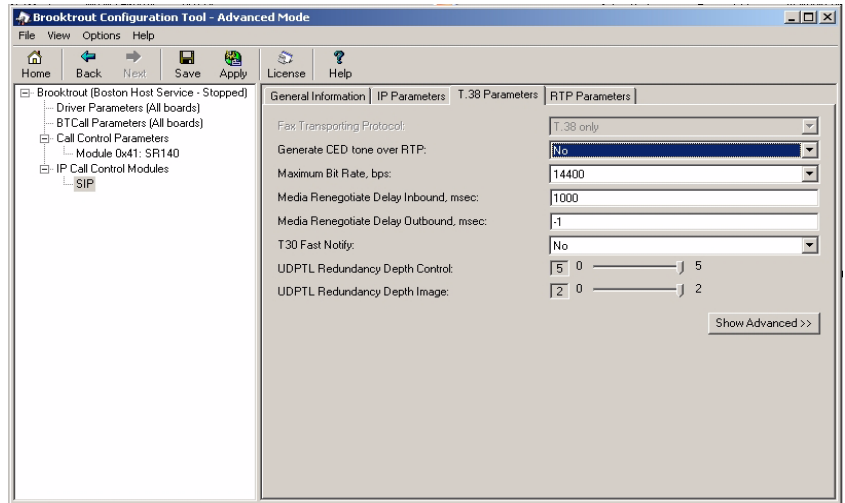 Brooktrout Configuration Tool - Advanced Mode
File View Options Help
Home Back Next Save Apply License Help
Brooktrout (Boston Host Service - Stopped)
Driver Parameters (All boards)
BTCall Parameters (All boards)
Call Control Parameters
Module 0x41: SR140
IP Call Control Modules
SIP
General Information IP Parameters T.38 Parameters RTP Parameters
Fax Transporting Protocol: T.38 only
Generate CED tone over RTP: No
Maximum Bit Rate, bps: 14400
Media Renegotiate Delay Inbound, msec: 1000
Media Renegotiate Delay Outbound, msec: -1
T30 Fast Notify: No
UDPTL Redundancy Depth Control: 5 0 5
UDPTL Redundancy Depth Image: 2 0 2
Show Advanced >>